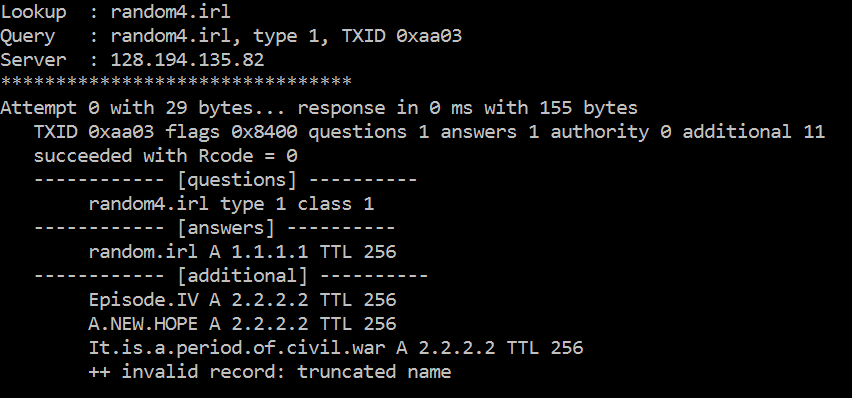 Lookup  : random4.irl
Query   : random4.irl, type 1, TXID 0xaa03
Server  : 128.194.135.82
********************************
Attempt 0 with 29 bytes... response in 0 ms with 155 bytes
   TXID 0xaa03 flags 0x8400 questions 1 answers 1 authority 0 additional 11
   succeeded with Rcode = 0
   ------------ [questions] ----------
        random4.irl type 1 class 1
   ------------ [answers] ----------
        random.irl A 1.1.1.1 TTL 256
   ------------ [additional] ----------
        Episode.IV A 2.2.2.2 TTL 256
        A.NEW.HOPE A 2.2.2.2 TTL 256
        It.is.a.period.of.civil.war A 2.2.2.2 TTL 256
        ++ invalid record: truncated name